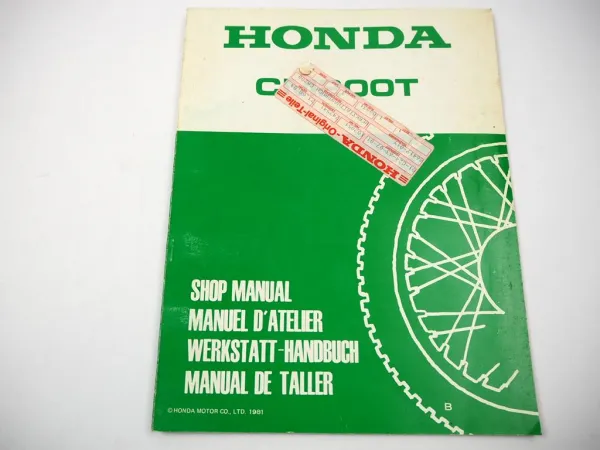 HONDA
HONDA-Original-Teile
SHOP MANUAL
MANUEL D'ATELIER
WERKSTATT-HANDBUCH
MANUAL DE TALLER
© HONDA MOTOR CO., LTD. 1981
B